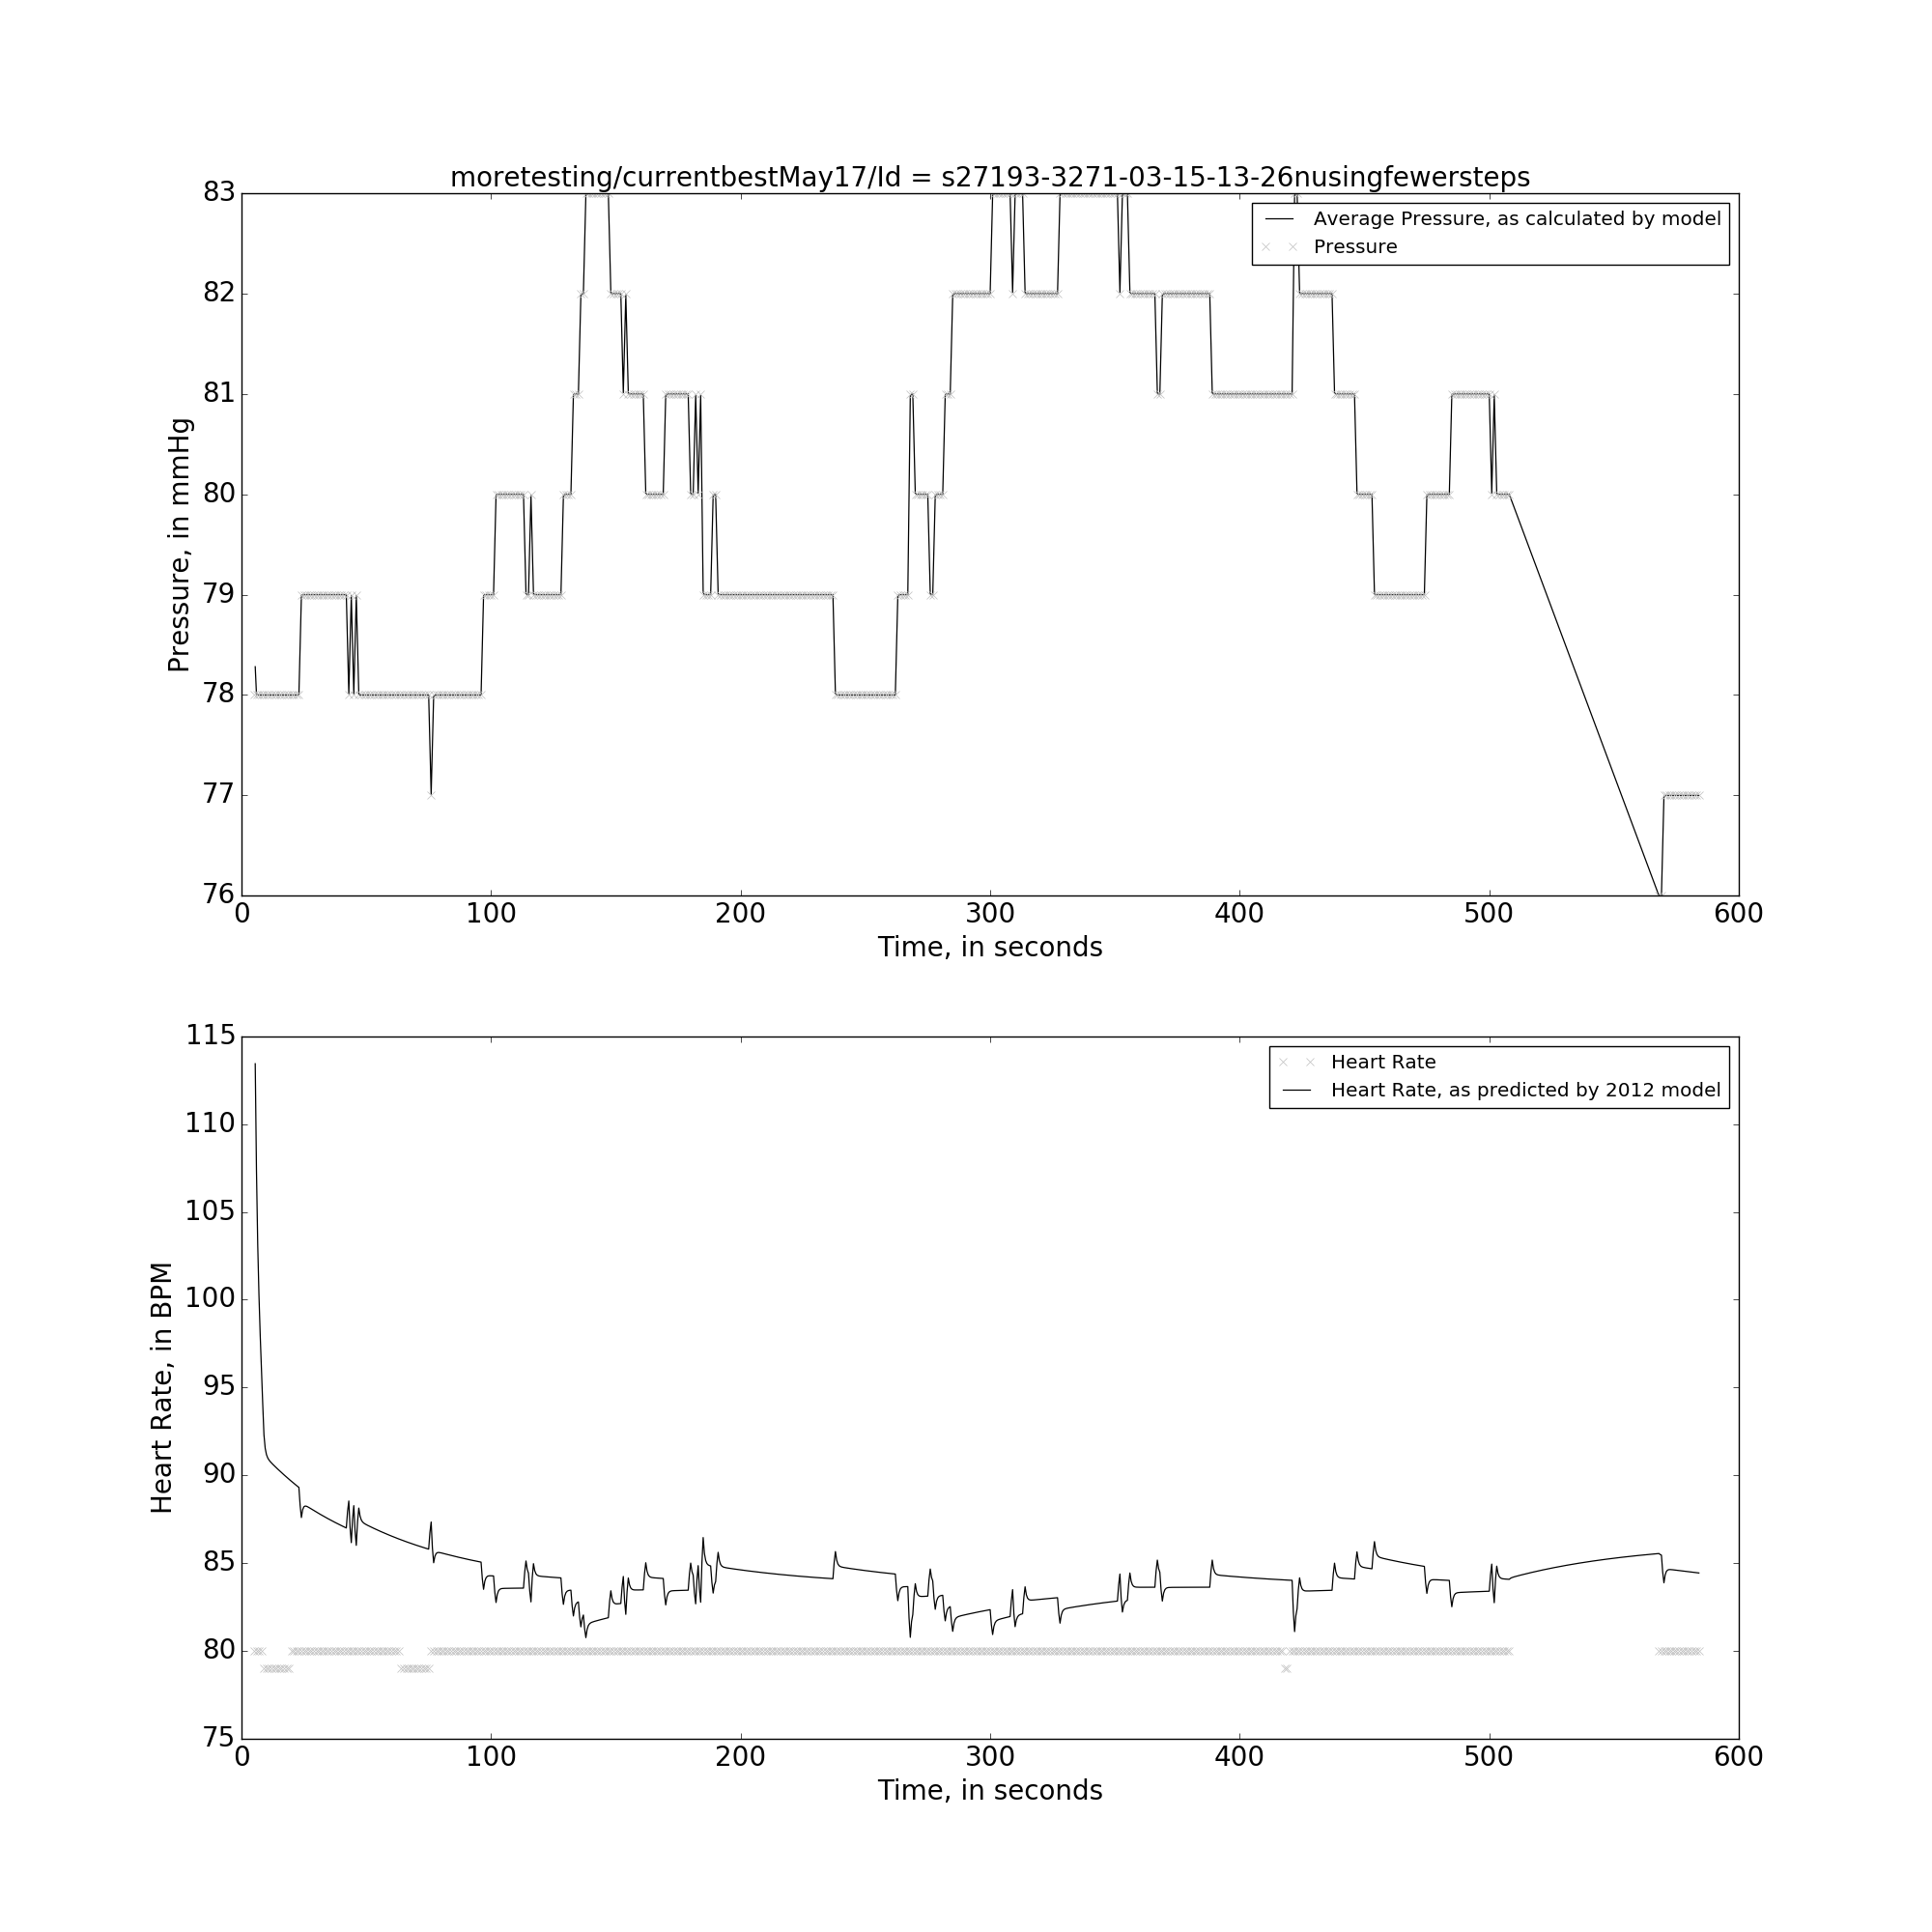 moretesting/currentbestMay17/Id = s27193-3271-03-15-13-26nusingfewersteps
83
82
81
80
79
78
77
76
Pressure, in mmHg
Average Pressure, as calculated by model
Pressure
0 100 200 300 400 500 600
Time, in seconds
115
110
105
100
95
90
85
80
75
Heart Rate, in BPM
Heart Rate
Heart Rate, as predicted by 2012 model
0 100 200 300 400 500 600
Time, in seconds